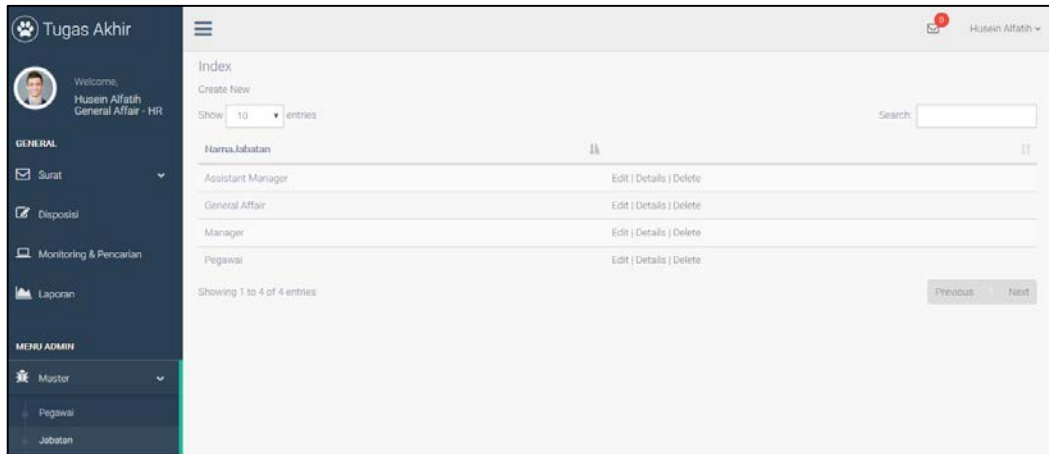 Tugas Akhir
Welcome,
Husein Alfatih
General Affair - HR
GENERAL
Surat
Disposisi
Monitoring & Pencarian
Laporan
MENU ADMIN
Master
Pegawai
Jabatan
Husein Alfatih
Index
Create New
Show 10 entries
Search:
NamaJabatan
Assistant Manager Edit | Details | Delete
General Affair Edit | Details | Delete
Manager Edit | Details | Delete
Pegawai Edit | Details | Delete
Showing 1 to 4 of 4 entries
Previous 1 Next